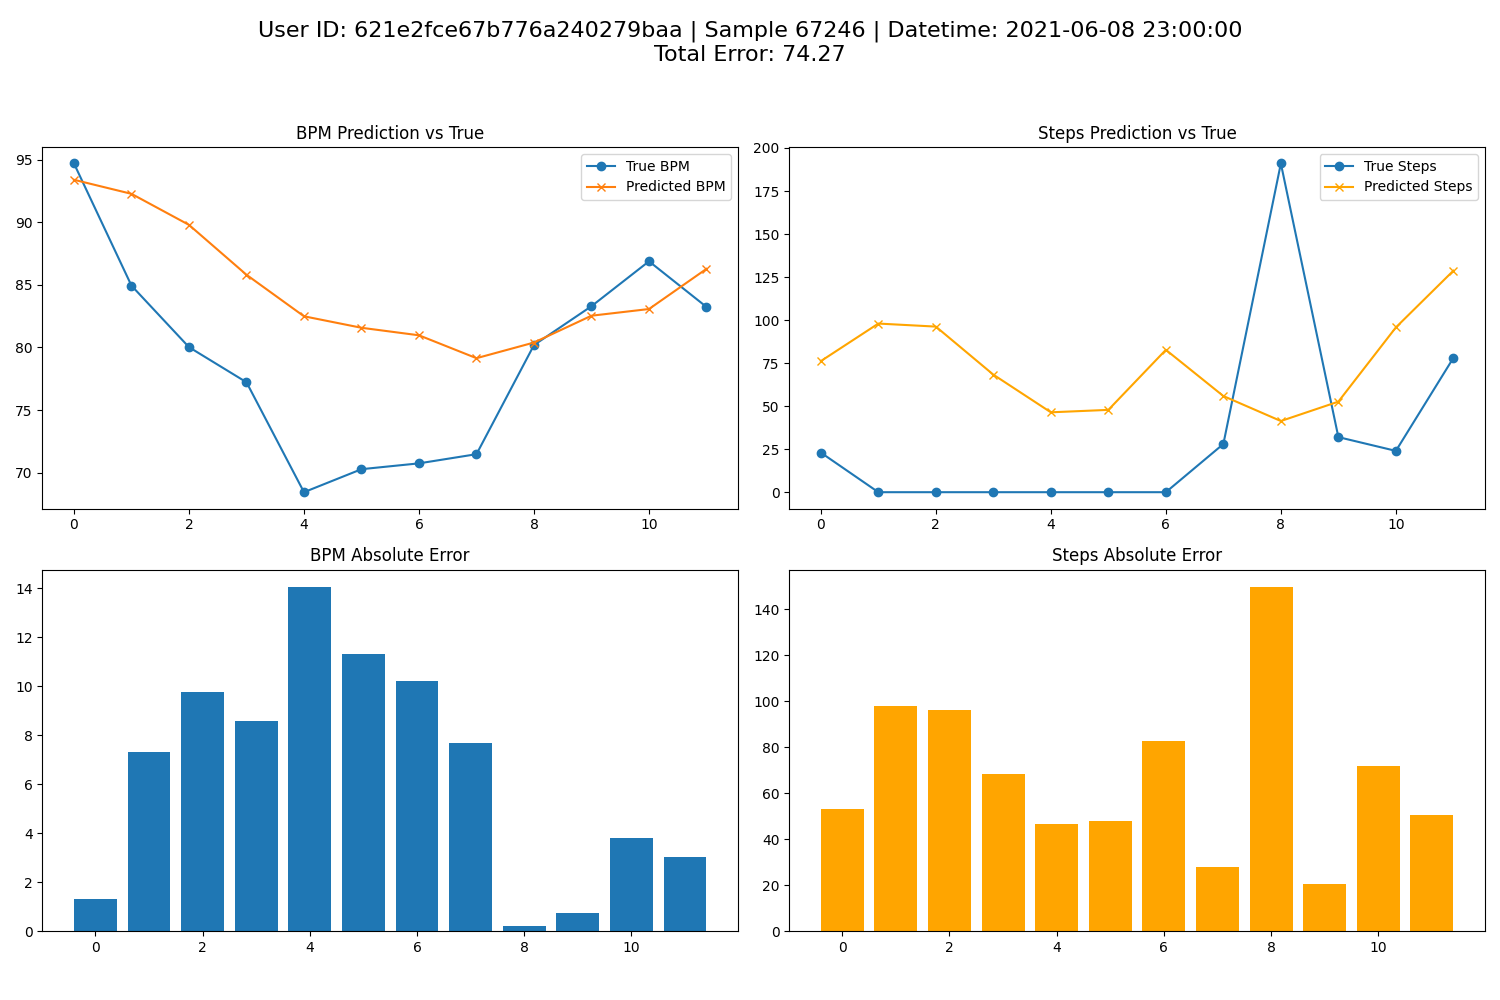 User ID: 621e2fce67b776a240279baa | Sample 67246 | Datetime: 2021-06-08 23:00:00
Total Error: 74.27
BPM Prediction vs True
True BPM
Predicted BPM
95
90
85
80
75
70
0 2 4 6 8 10
Steps Prediction vs True
True Steps
Predicted Steps
200
175
150
125
100
75
50
25
0
0 2 4 6 8 10
BPM Absolute Error
14
12
10
8
6
4
2
0
0 2 4 6 8 10
Steps Absolute Error
140
120
100
80
60
40
20
0
0 2 4 6 8 10